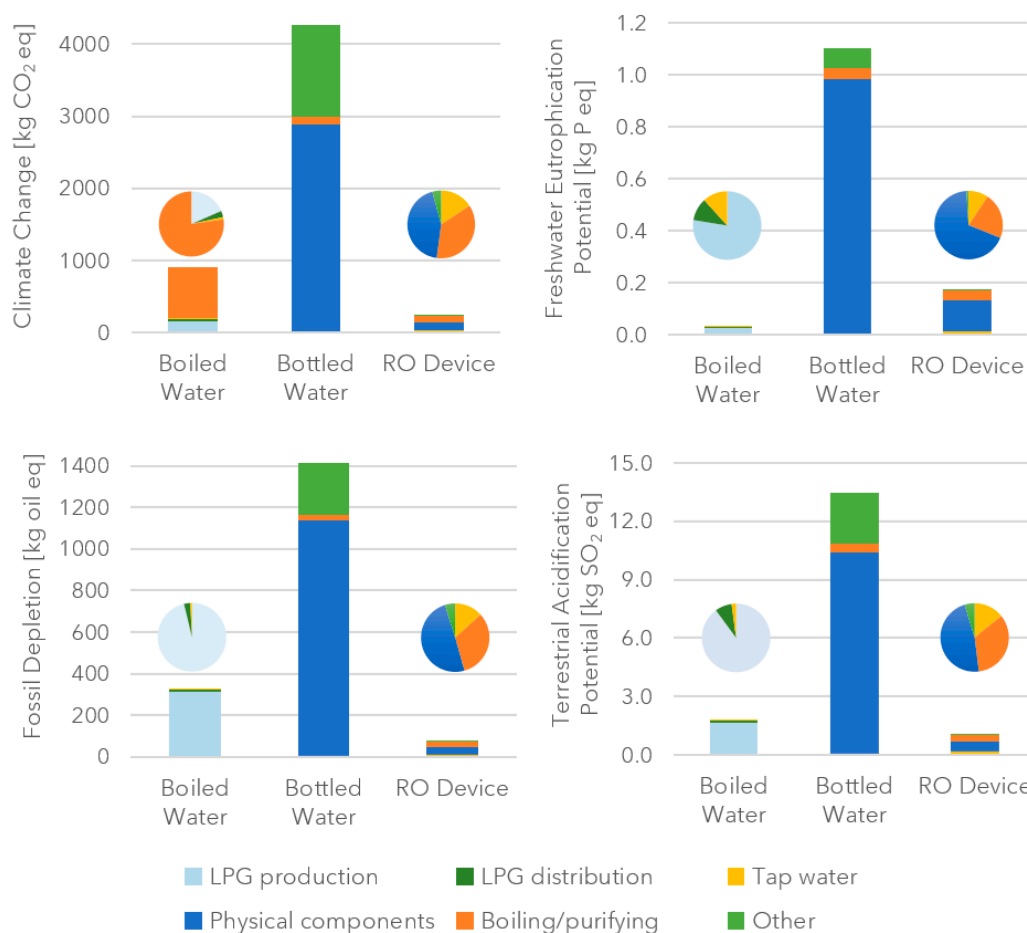 Climate Change [kg CO₂ eq]
4000
3000
2000
1000
0
Boiled
Water
Bottled
Water
RO Device
Freshwater Eutrophication
Potential [kg P eq]
1.2
1.0
0.8
0.6
0.4
0.2
0.0
Boiled
Water
Bottled
Water
RO Device
Fossil Depletion [kg oil eq]
1400
1200
1000
800
600
400
200
0
Boiled
Water
Bottled
Water
RO Device
Terrestrial Acidification
Potential [kg SO₂ eq]
15.0
12.0
9.0
6.0
3.0
0.0
Boiled
Water
Bottled
Water
RO Device
LPG production
LPG distribution
Tap water
Physical components
Boiling/purifying
Other